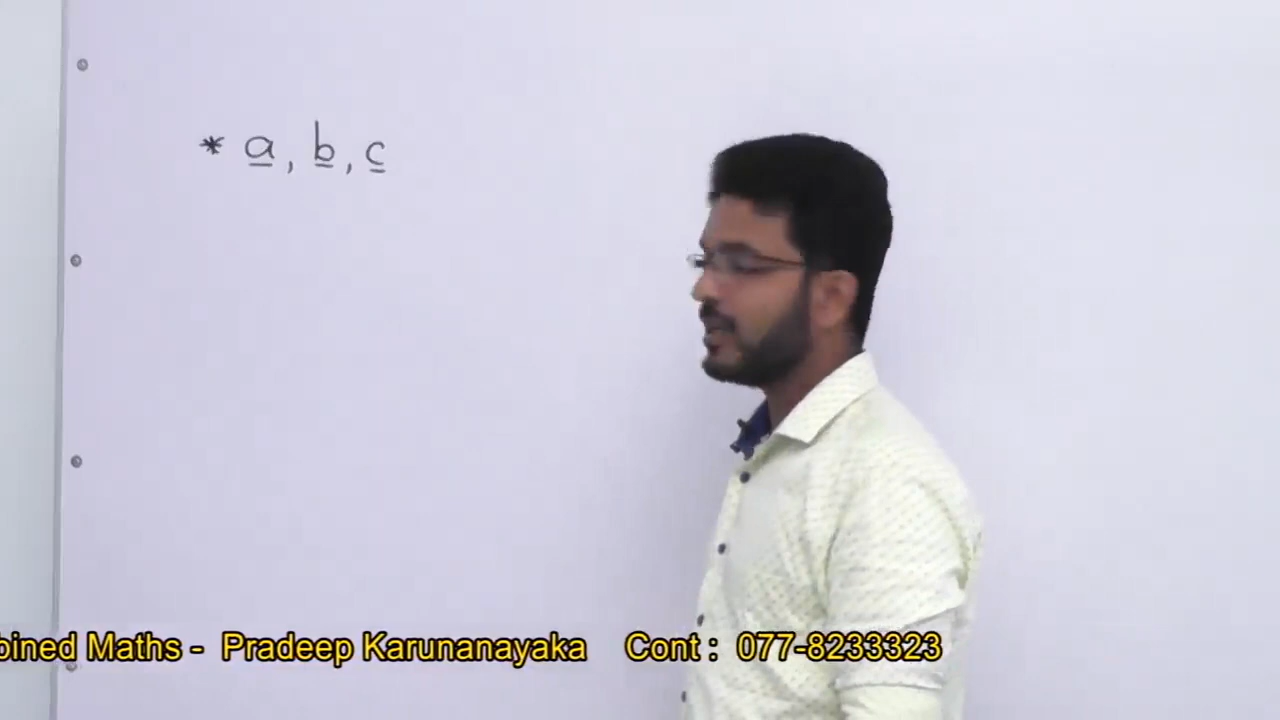 * a, b, c
bined Maths - Pradeep Karunanayaka Cont : 077-8233323